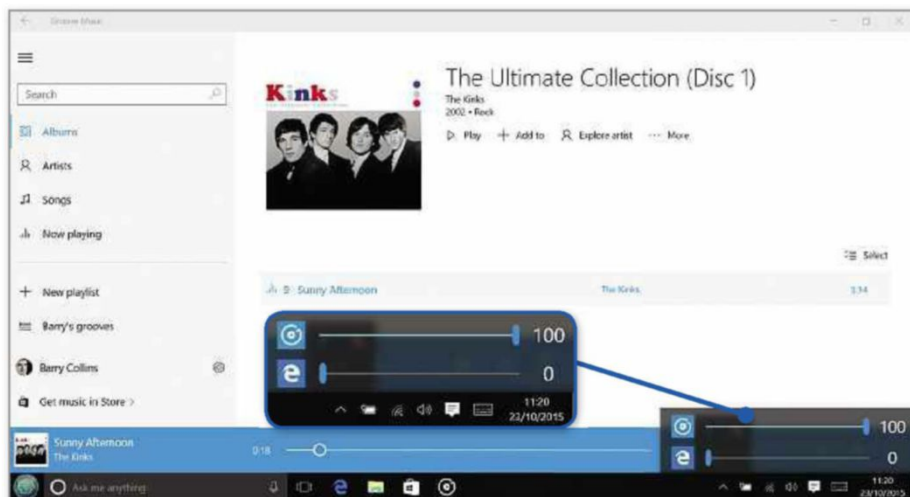 Groove Music
Search
Albums
Artists
Songs
Now playing
New playlist
Barry's grooves
Barry Collins
Get music in Store >
Kinks
The Ultimate Collection (Disc 1)
The Kinks
2002 • Rock
Play + Add to Explore artist ··· More
Select
9 Sunny Afternoon The Kinks 3:34
100
0
11:20
23/10/2015
Sunny Afternoon
The Kinks
0:18
100
0
Ask me anything
11:20
23/10/2015